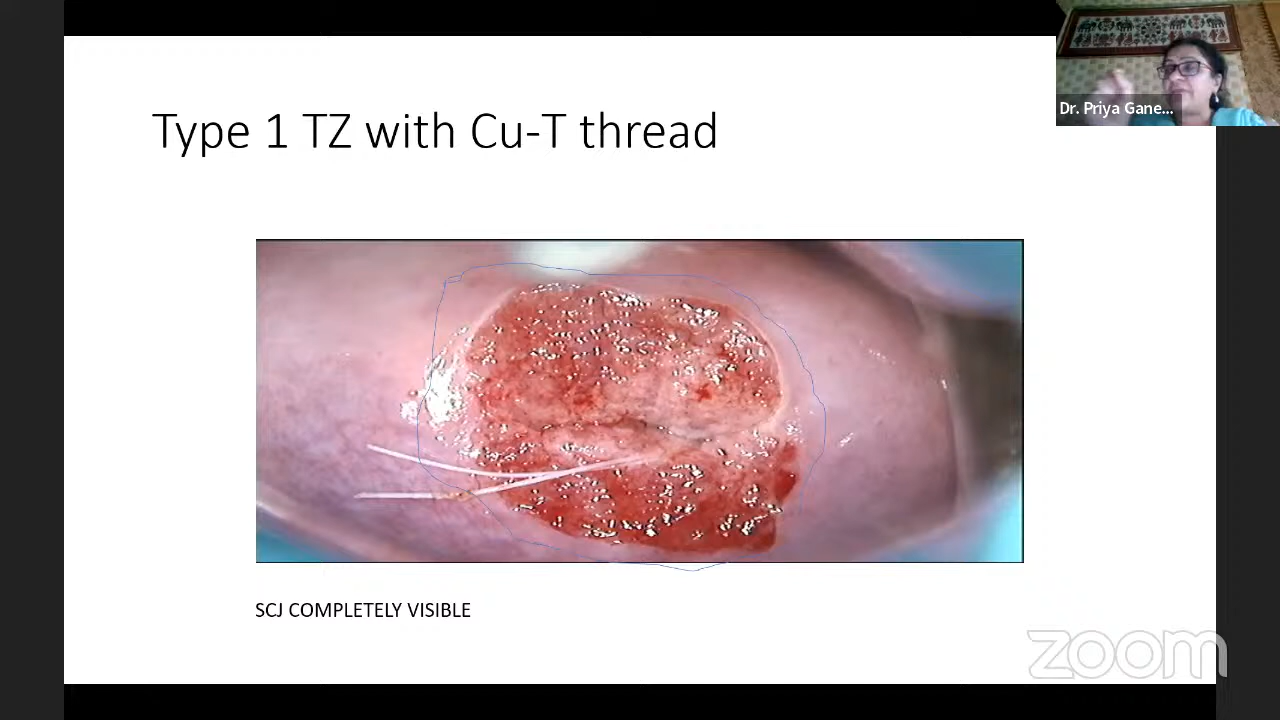 Dr. Priya Gane...
Type 1 TZ with Cu-T thread
SCJ COMPLETELY VISIBLE
zoom